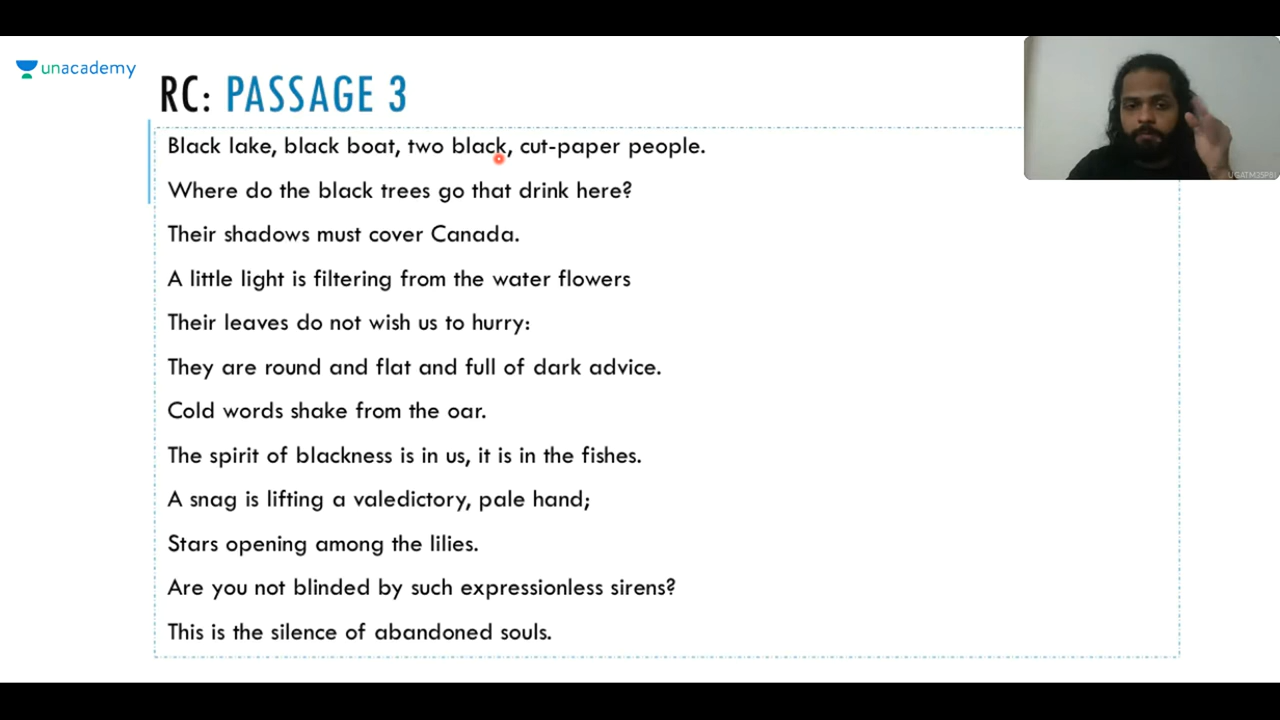 unacademy
RC: PASSAGE 3
Black lake, black boat, two black, cut-paper people.
Where do the black trees go that drink here?
Their shadows must cover Canada.
A little light is filtering from the water flowers
Their leaves do not wish us to hurry:
They are round and flat and full of dark advice.
Cold words shake from the oar.
The spirit of blackness is in us, it is in the fishes.
A snag is lifting a valedictory, pale hand;
Stars opening among the lilies.
Are you not blinded by such expressionless sirens?
This is the silence of abandoned souls.